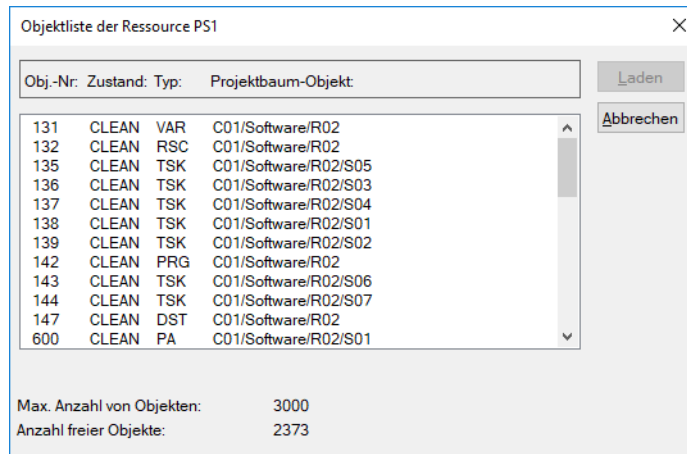 Objektliste der Ressource PS1
Obj.-Nr: Zustand: Typ: Projektbaum-Objekt:
Laden
Abbrechen
131 CLEAN VAR C01/Software/R02
132 CLEAN RSC C01/Software/R02
135 CLEAN TSK C01/Software/R02/S05
136 CLEAN TSK C01/Software/R02/S03
137 CLEAN TSK C01/Software/R02/S04
138 CLEAN TSK C01/Software/R02/S01
139 CLEAN TSK C01/Software/R02/S02
142 CLEAN PRG C01/Software/R02
143 CLEAN TSK C01/Software/R02/S06
144 CLEAN TSK C01/Software/R02/S07
147 CLEAN DST C01/Software/R02
600 CLEAN PA C01/Software/R02/S01
Max. Anzahl von Objekten: 3000
Anzahl freier Objekte: 2373